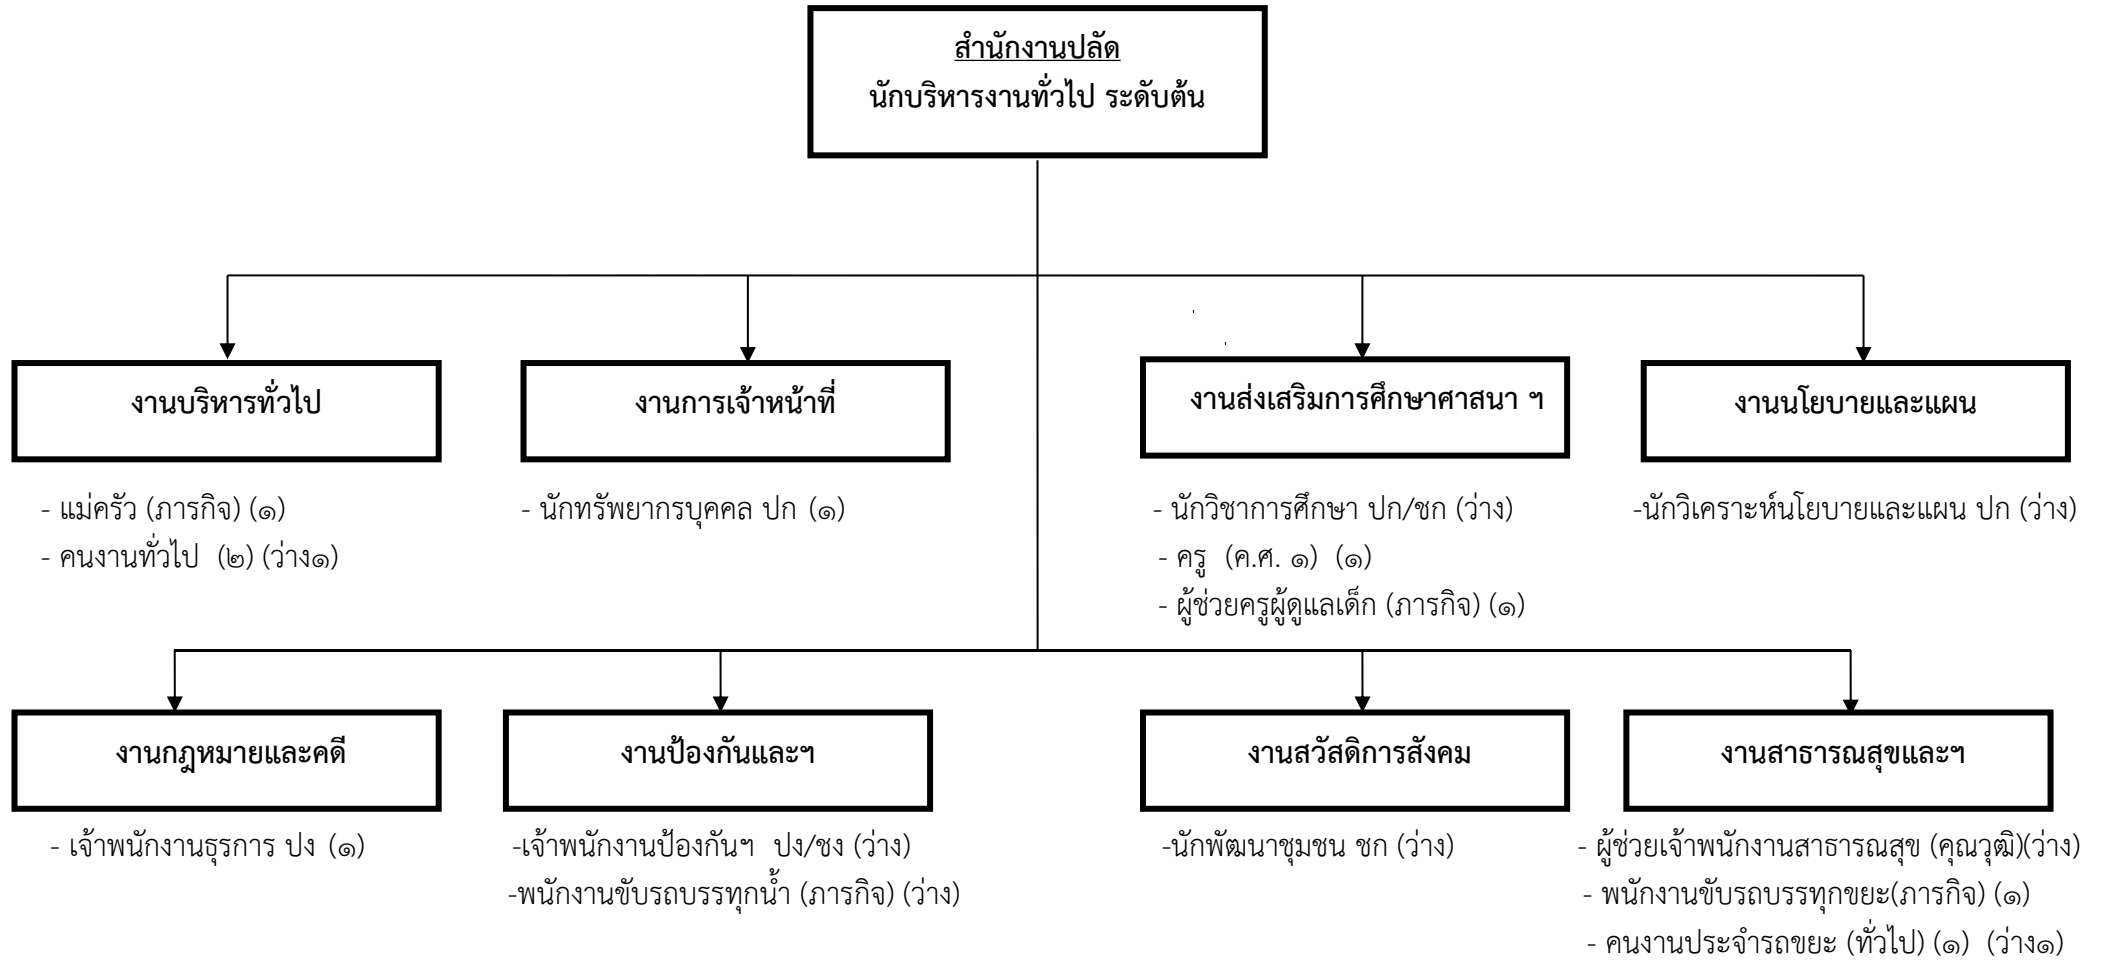 สำนักงานปลัด
นักบริหารงานทั่วไป ระดับต้น
งานบริหารทั่วไป
- แม่ครัว (ภารกิจ) (๑)
- คนงานทั่วไป (๒) (ว่าง๑)
งานการเจ้าหน้าที่
- นักทรัพยากรบุคคล ปก (๑)
งานส่งเสริมการศึกษาศาสนา ฯ
- นักวิชาการศึกษา ปก/ชก (ว่าง)
- ครู (ค.ศ. ๑) (๑)
- ผู้ช่วยครูผู้ดูแลเด็ก (ภารกิจ) (๑)
งานนโยบายและแผน
-นักวิเคราะห์นโยบายและแผน ปก (ว่าง)
งานกฎหมายและคดี
- เจ้าพนักงานธุรการ ปง (๑)
งานป้องกันและฯ
-เจ้าพนักงานป้องกันฯ ปง/ชง (ว่าง)
-พนักงานขับรถบรรทุกน้ำ (ภารกิจ) (ว่าง)
งานสวัสดิการสังคม
-นักพัฒนาชุมชน ชก (ว่าง)
งานสาธารณสุขและฯ
- ผู้ช่วยเจ้าพนักงานสาธารณสุข (คุณวุฒิ)(ว่าง)
- พนักงานขับรถบรรทุกขยะ(ภารกิจ) (๑)
- คนงานประจำรถขยะ (ทั่วไป) (๑) (ว่าง๑)